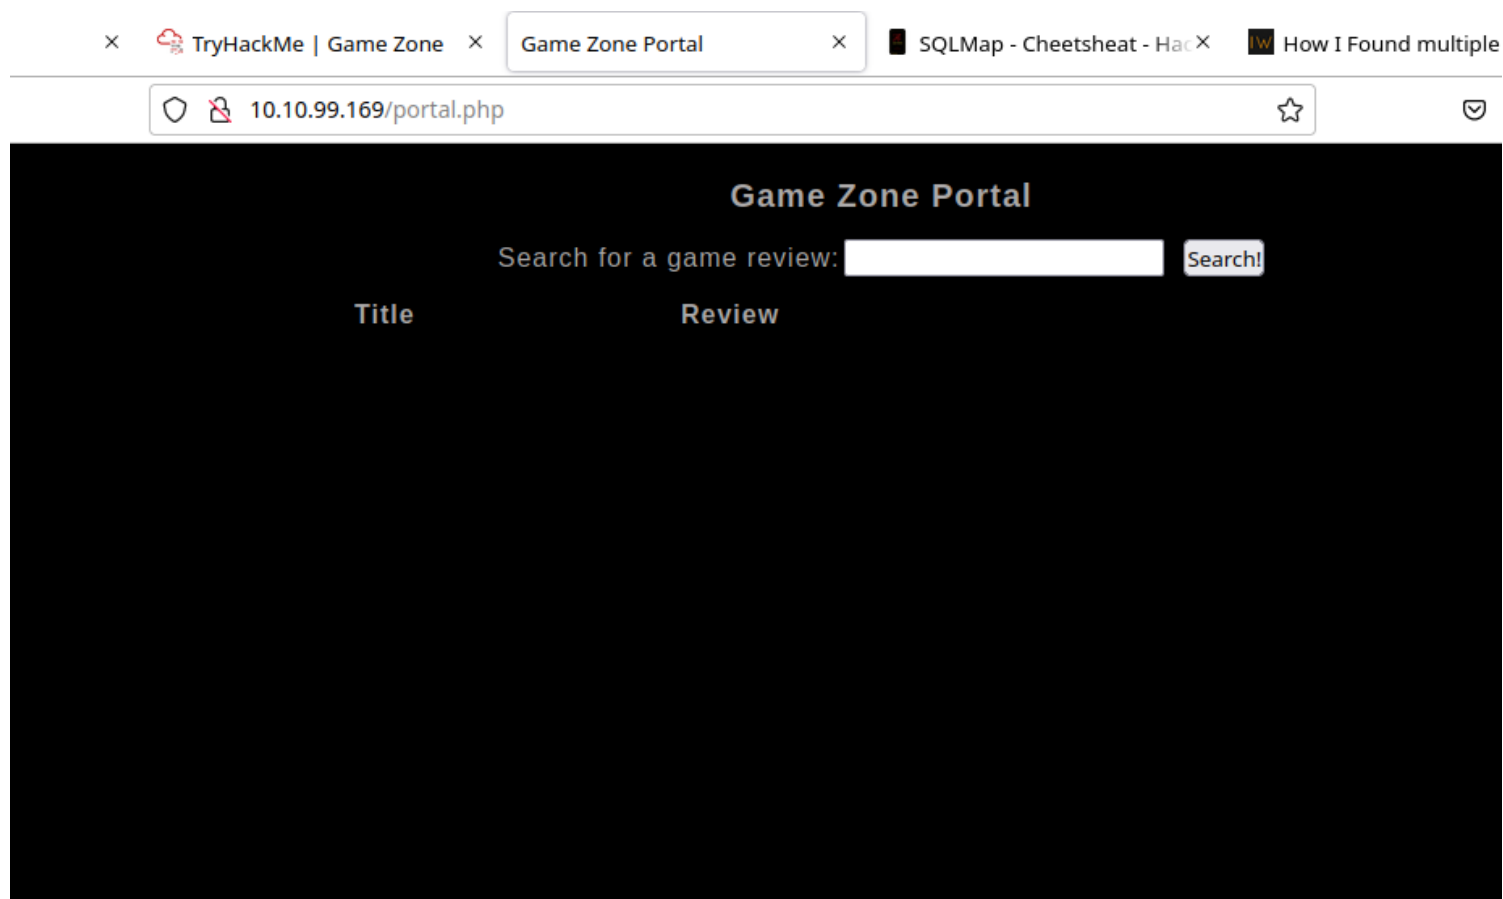 TryHackMe | Game Zone
Game Zone Portal
SQLMap - Cheetsheat - Hac
How I Found multiple
10.10.99.169/portal.php
Game Zone Portal
Search for a game review: Search!
Title Review